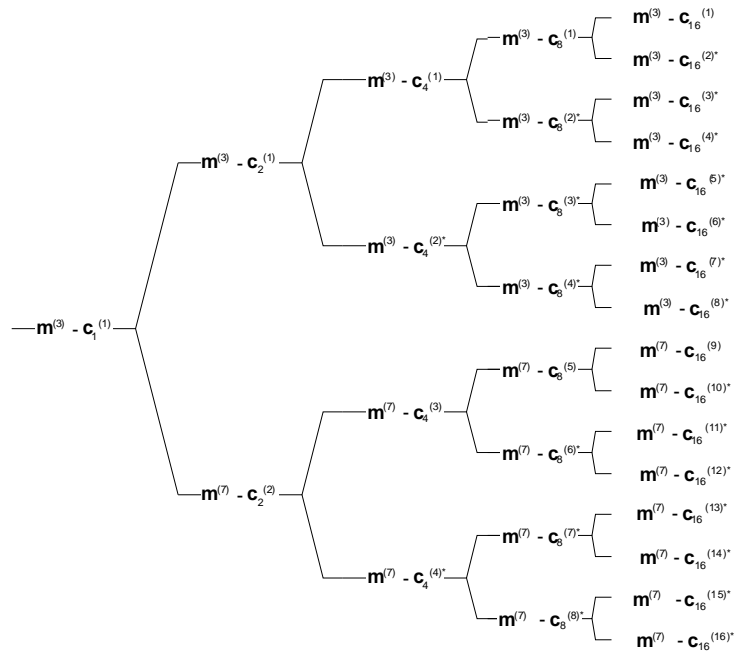 m(3) - c16(1)
m(3) - c8(1)
m(3) - c16(2)*
m(3) - c4(1)
m(3) - c16(3)*
m(3) - c8(2)*
m(3) - c16(4)*
m(3) - c2(1)
m(3) - c16(5)*
m(3) - c8(3)*
m(3) - c16(6)*
m(3) - c4(2)*
m(3) - c16(7)*
m(3) - c8(4)*
m(3) - c16(8)*
m(3) - c1(1)
m(7) - c16(9)
m(7) - c8(5)
m(7) - c16(10)*
m(7) - c4(3)
m(7) - c16(11)*
m(7) - c8(6)*
m(7) - c16(12)*
m(7) - c2(2)
m(7) - c16(13)*
m(7) - c8(7)*
m(7) - c16(14)*
m(7) - c4(4)*
m(7) - c16(15)*
m(7) - c8(8)*
m(7) - c16(16)*